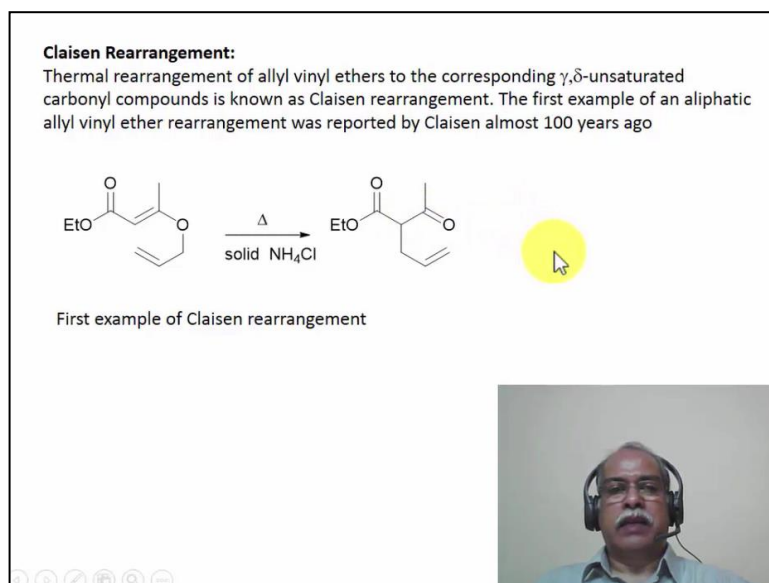 Claisen Rearrangement:
Thermal rearrangement of allyl vinyl ethers to the corresponding γ,δ-unsaturated
carbonyl compounds is known as Claisen rearrangement. The first example of an aliphatic
allyl vinyl ether rearrangement was reported by Claisen almost 100 years ago
O
EtO
O
Δ
solid NH₄Cl
O
EtO
O
First example of Claisen rearrangement